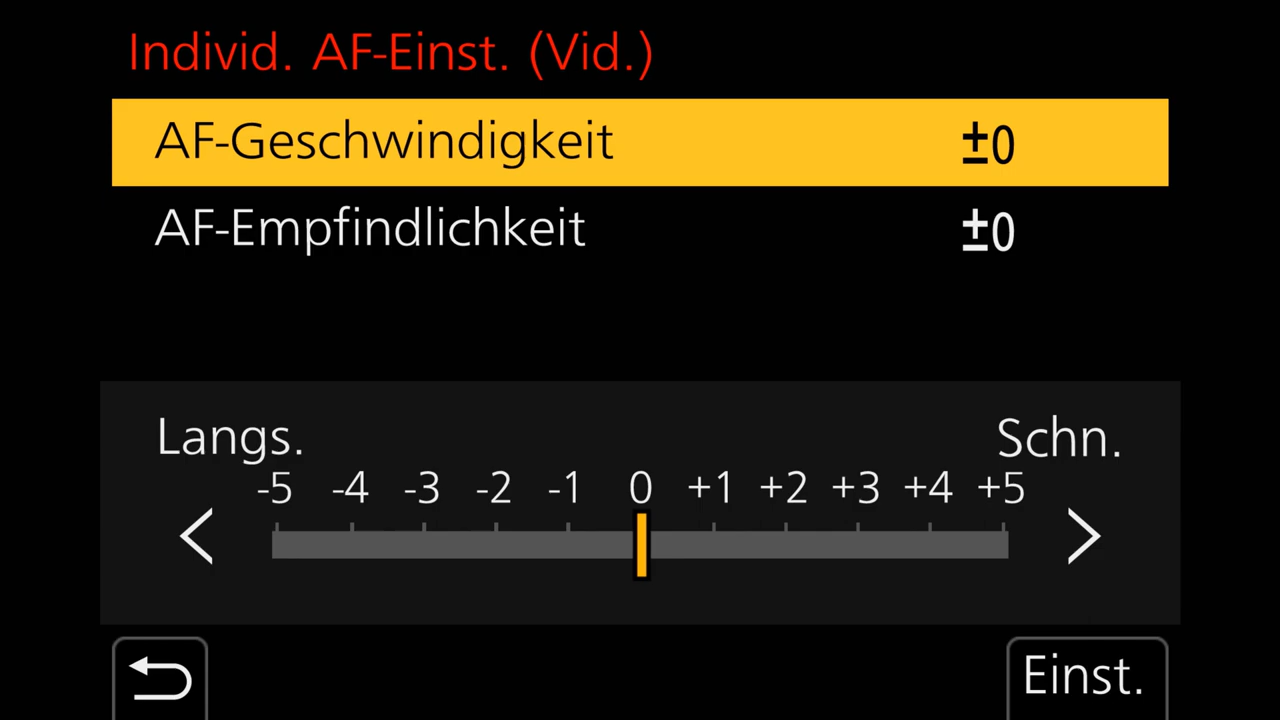 Individ. AF-Einst. (Vid.)
AF-Geschwindigkeit ±0
AF-Empfindlichkeit ±0
Langs. Schn.
-5 -4 -3 -2 -1 0 +1 +2 +3 +4 +5
Einst.